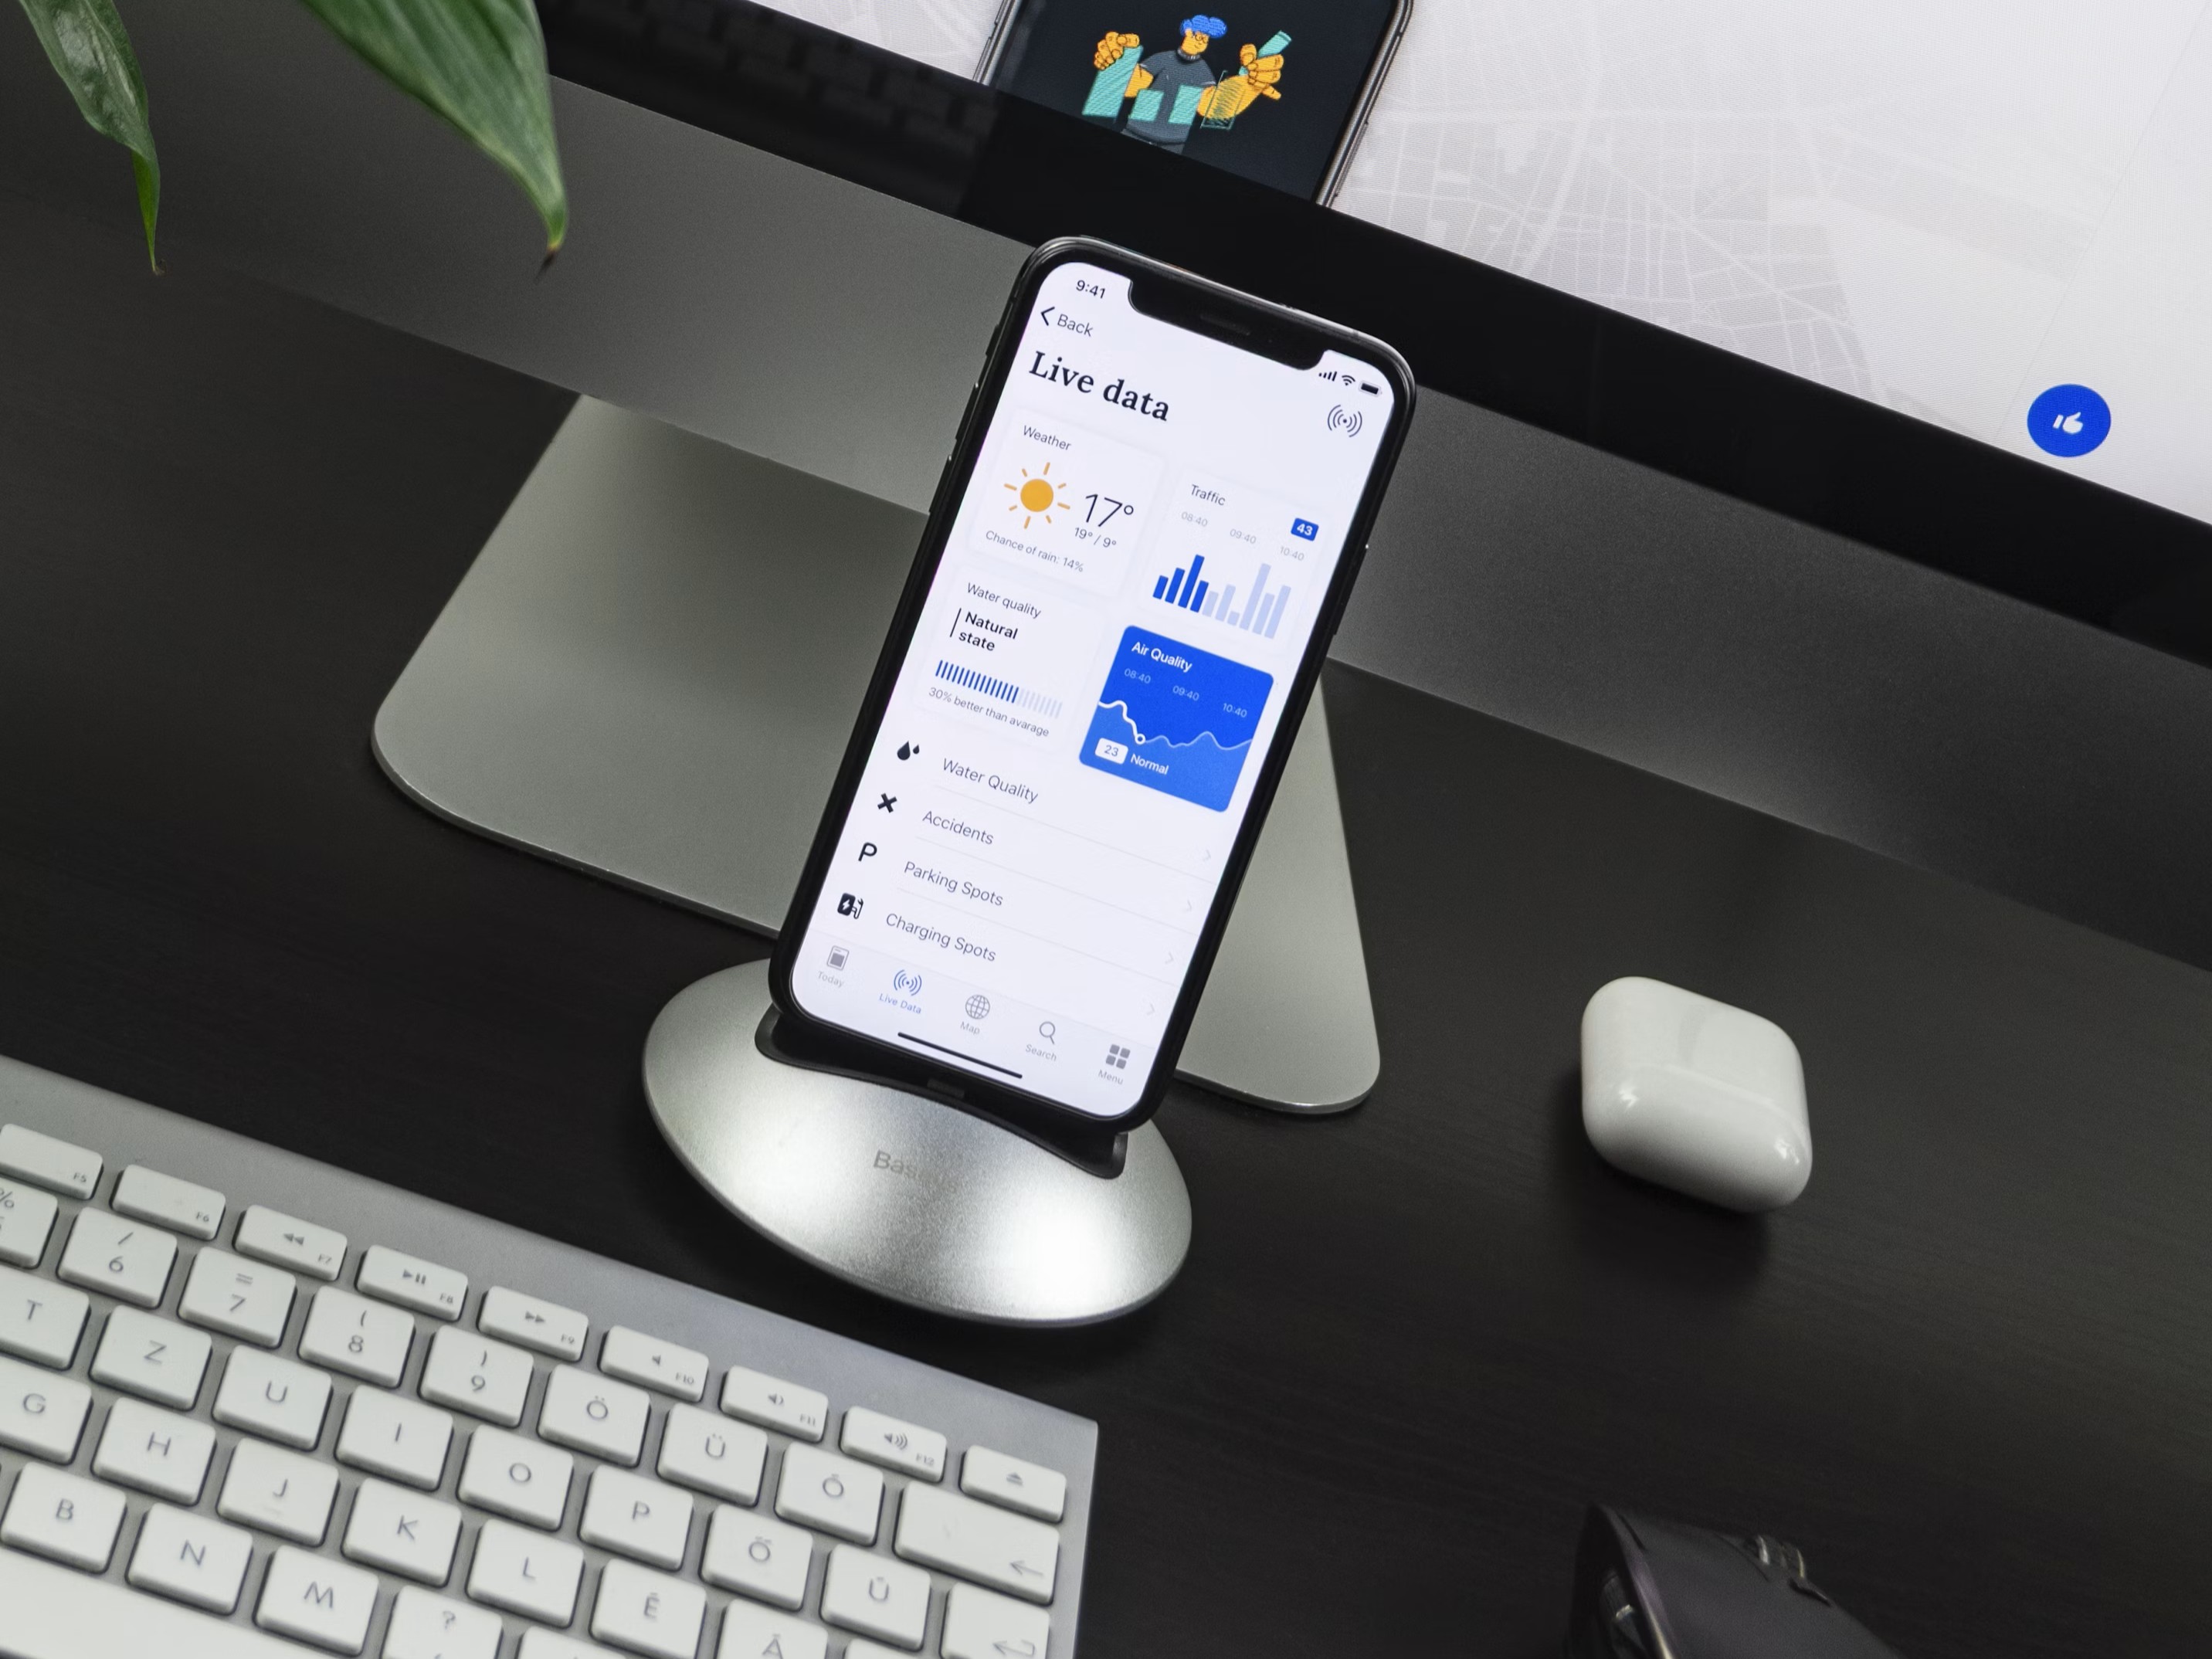 9:41
Back
Live data
Weather
17°
19° / 9°
Chance of rain: 14%
Traffic
43
08:40 09:40 10:40
Water quality
Natural
state
30% better than avarage
Air Quality
08:40 09:40 10:40
23 Normal
Water Quality
Accidents
P Parking Spots
Charging Spots
Today Live Data Map Search Menu
F5 F6 F7 F8 F9 F10 F11 F12
%
/ = ( )
6 7 8 9 Ö Ü Ó
T Z U I O P Ő Ú
G H J K L É Á
B N M ?